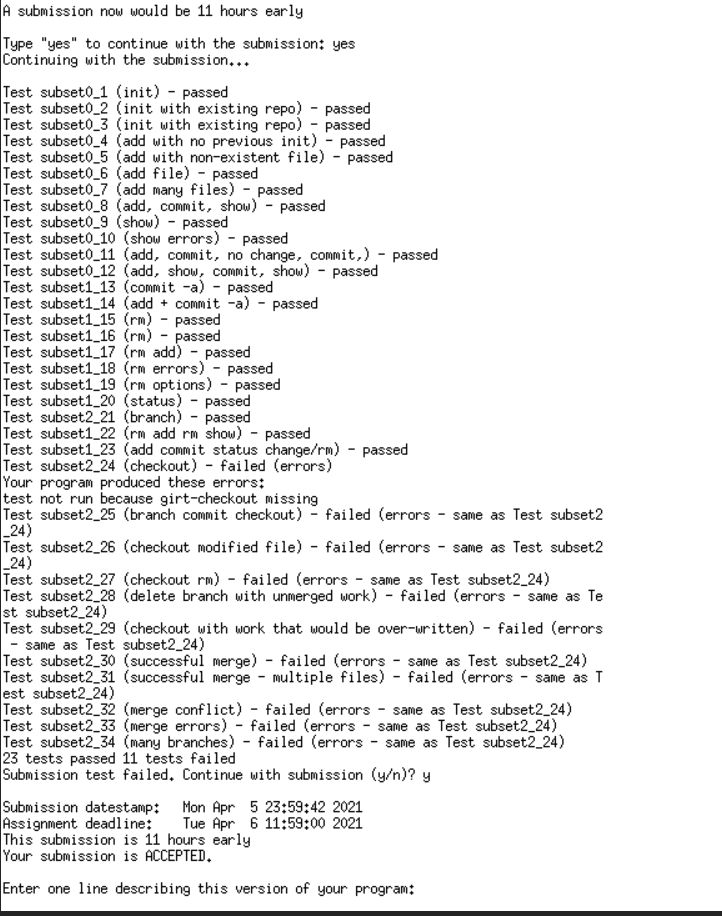 A submission now would be 11 hours early
Type "yes" to continue with the submission: yes
Continuing with the submission...
Test subset0_1 (init) - passed
Test subset0_2 (init with existing repo) - passed
Test subset0_3 (init with existing repo) - passed
Test subset0_4 (add with no previous init) - passed
Test subset0_5 (add with non-existent file) - passed
Test subset0_6 (add file) - passed
Test subset0_7 (add many files) - passed
Test subset0_8 (add, commit, show) - passed
Test subset0_9 (show) - passed
Test subset0_10 (show errors) - passed
Test subset0_11 (add, commit, no change, commit,) - passed
Test subset0_12 (add, show, commit, show) - passed
Test subset1_13 (commit -a) - passed
Test subset1_14 (add + commit -a) - passed
Test subset1_15 (rm) - passed
Test subset1_16 (rm) - passed
Test subset1_17 (rm add) - passed
Test subset1_18 (rm errors) - passed
Test subset1_19 (rm options) - passed
Test subset1_20 (status) - passed
Test subset2_21 (branch) - passed
Test subset1_22 (rm add rm show) - passed
Test subset1_23 (add commit status change/rm) - passed
Test subset2_24 (checkout) - failed (errors)
Your program produced these errors:
test not run because girt-checkout missing
Test subset2_25 (branch commit checkout) - failed (errors - same as Test subset2
_24)
Test subset2_26 (checkout modified file) - failed (errors - same as Test subset2
_24)
Test subset2_27 (checkout rm) - failed (errors - same as Test subset2_24)
Test subset2_28 (delete branch with unmerged work) - failed (errors - same as Te
st subset2_24)
Test subset2_29 (checkout with work that would be over-written) - failed (errors
 - same as Test subset2_24)
Test subset2_30 (successful merge) - failed (errors - same as Test subset2_24)
Test subset2_31 (successful merge - multiple files) - failed (errors - same as T
est subset2_24)
Test subset2_32 (merge conflict) - failed (errors - same as Test subset2_24)
Test subset2_33 (merge errors) - failed (errors - same as Test subset2_24)
Test subset2_34 (many branches) - failed (errors - same as Test subset2_24)
23 tests passed 11 tests failed
Submission test failed. Continue with submission (y/n)? y
Submission datestamp:   Mon Apr  5 23:59:42 2021
Assignment deadline:    Tue Apr  6 11:59:00 2021
This submission is 11 hours early
Your submission is ACCEPTED.
Enter one line describing this version of your program: